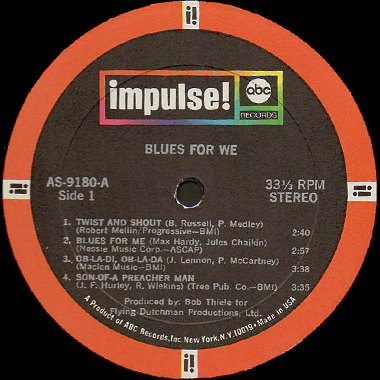 i!
impulse! abc
RECORDS
BLUES FOR WE
AS-9180-A
Side 1
33⅓ RPM
STEREO
i!
i!
1. TWIST AND SHOUT (B. Russell, P. Medley)
(Robert Mellin/Progressive—BMI) 2:40
2. BLUES FOR ME (Max Hardy, Jules Chaikin)
(Nessie Music Corp.—ASCAP) 2:57
3. OB-LA-DI, OB-LA-DA (J. Lennon, P. McCartney)
(Maclen Music—BMI) 3:38
4. SON-OF-A PREACHER MAN
(J. F. Hurley, R. Wilkins) (Tree Pub. Co.—BMI) 3:35
Produced by: Bob Thiele for
Flying Dutchman Productions, Ltd.
A Product of ABC Records, Inc New York, N.Y. 10019 • Made in USA
i!